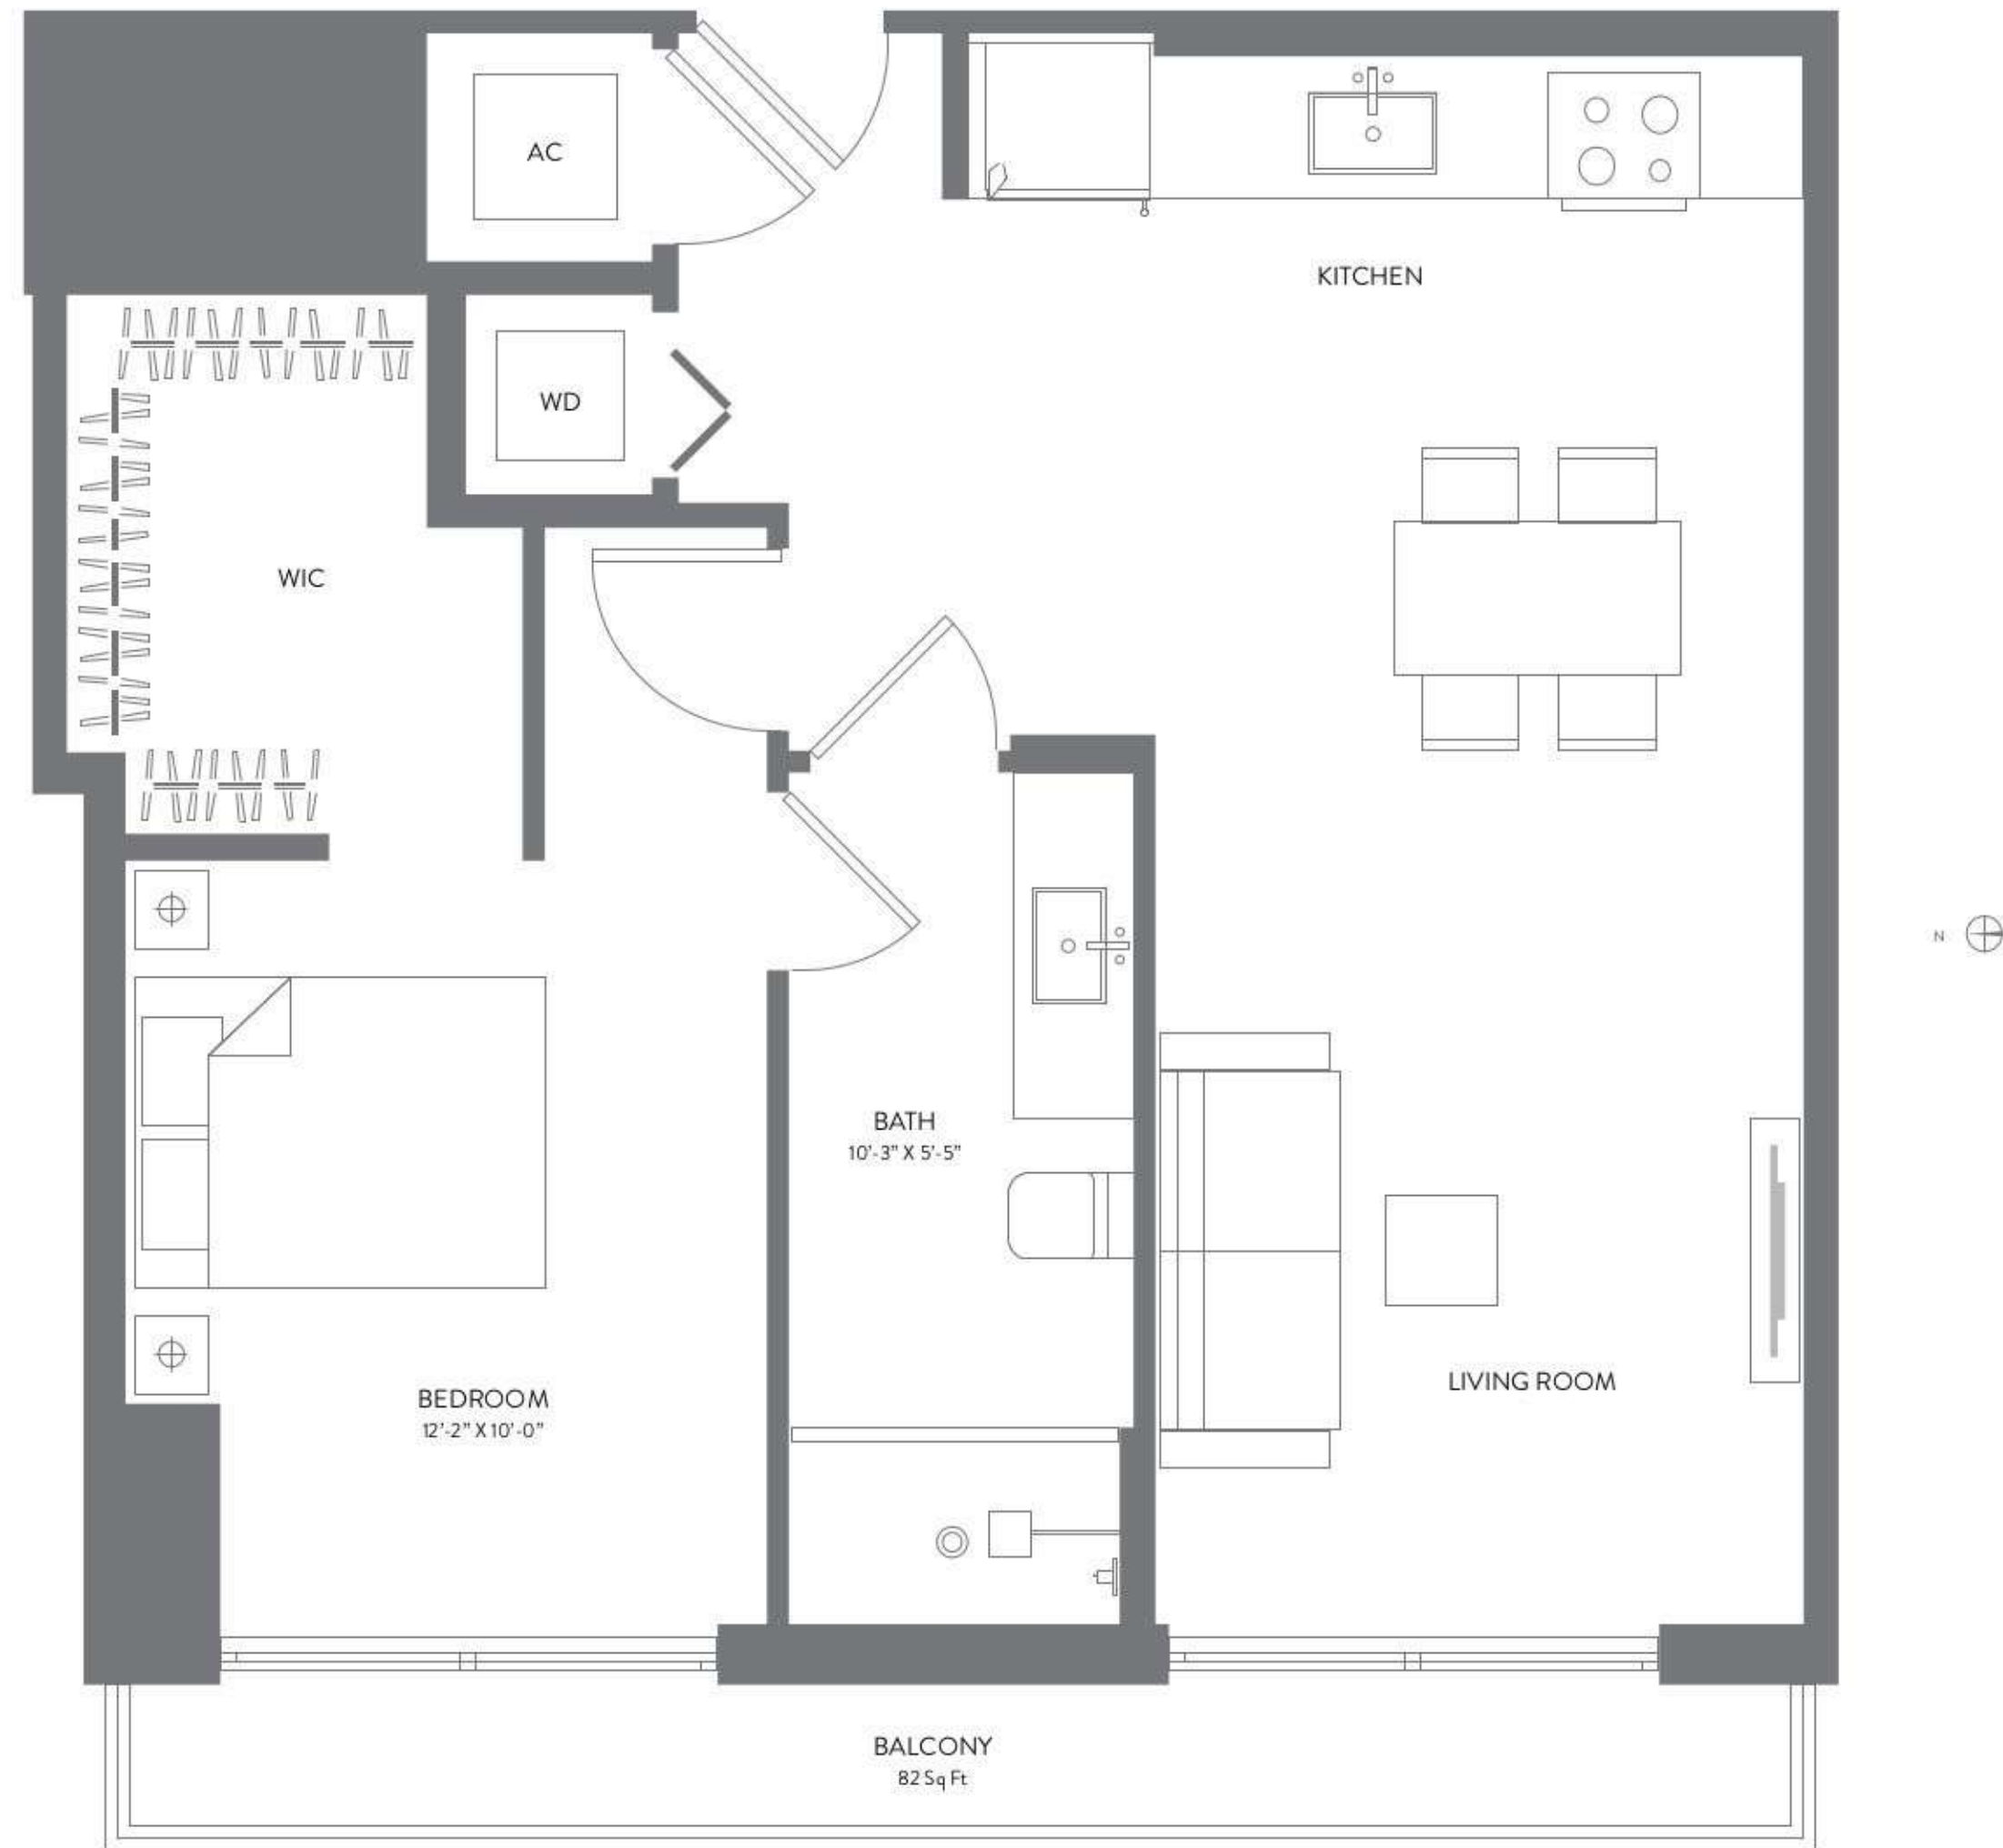 AC
KITCHEN
WD
WIC
N
BATH
10'-3" X 5'-5"
LIVING ROOM
BEDROOM
12'-2" X 10'-0"
BALCONY
82 Sq Ft